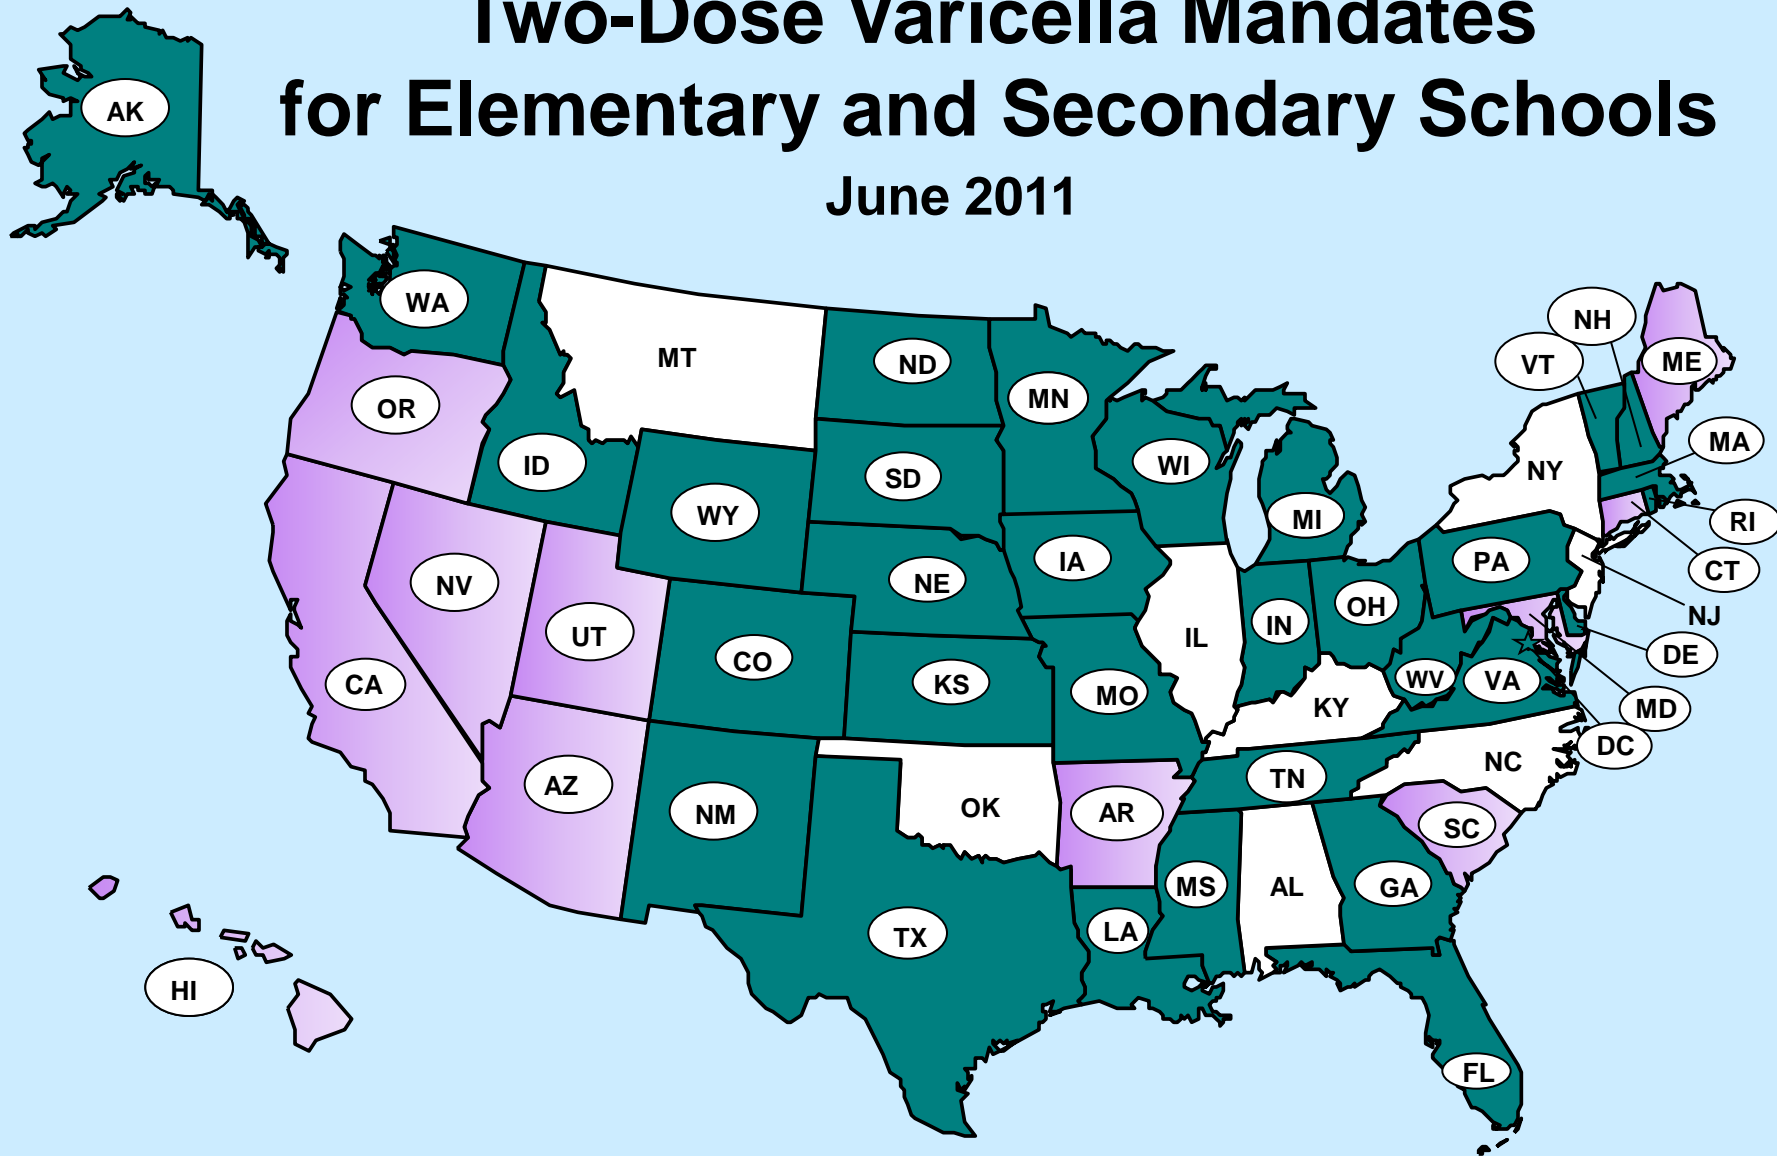 Two-Dose Varicella Mandates
for Elementary and Secondary Schools
June 2011
AK
WA
MT
ND
MN
NH
VT
ME
OR
ID
SD
WI
NY
MA
WY
MI
RI
NV
NE
IA
PA
CT
UT
CO
IL
IN
OH
NJ
CA
KS
MO
WV
VA
DE
KY
MD
DC
AZ
NM
OK
AR
TN
NC
SC
TX
LA
MS
AL
GA
HI
FL